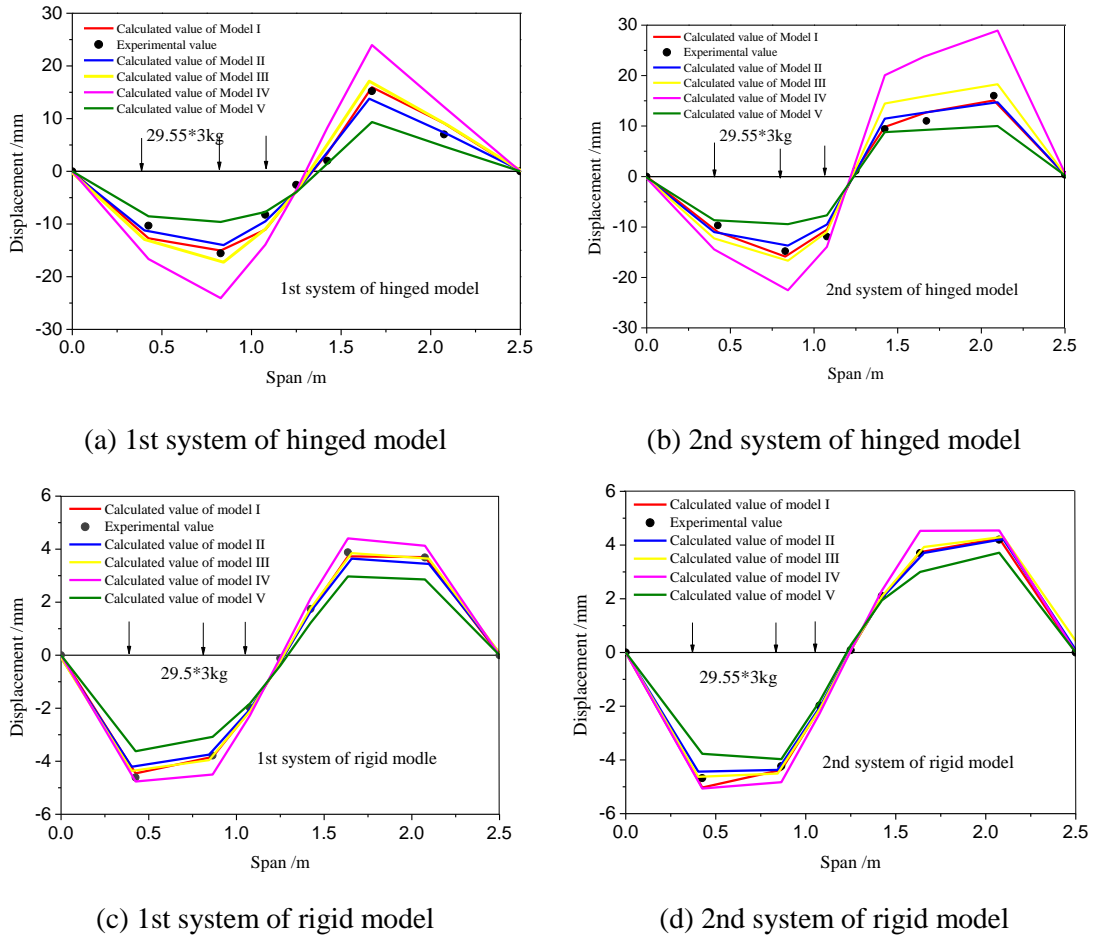 30
20
10
0
-10
-20
-30
Displacement /mm
Calculated value of Model I
Experimental value
Calculated value of Model II
Calculated value of Model III
Calculated value of Model IV
Calculated value of Model V
29.55*3kg
1st system of hinged model
0.0 0.5 1.0 1.5 2.0 2.5
Span /m
(a) 1st system of hinged model
30
20
10
0
-10
-20
-30
Displacement /mm
Calculated value of Model I
Experimental value
Calculated value of Model II
Calculated value of Model III
Calculated value of Model IV
Calculated value of Model V
29.55*3kg
2nd system of hinged model
0.0 0.5 1.0 1.5 2.0 2.5
Span /m
(b) 2nd system of hinged model
6
4
2
0
-2
-4
-6
Displacement /mm
Calculated value of model I
Experimental value
Calculated value of model II
Calculated value of model III
Calculated value of model IV
Calculated value of model V
29.5*3kg
1st system of rigid modle
0.0 0.5 1.0 1.5 2.0 2.5
Span /m
(c) 1st system of rigid model
6
4
2
0
-2
-4
-6
Displacement /mm
Calculated value of model I
Experimental value
Calculated value of model II
Calculated value of model III
Calculated value of model IV
Calculated value of model V
29.55*3kg
2nd system of rigid model
0.0 0.5 1.0 1.5 2.0 2.5
Span /m
(d) 2nd system of rigid model